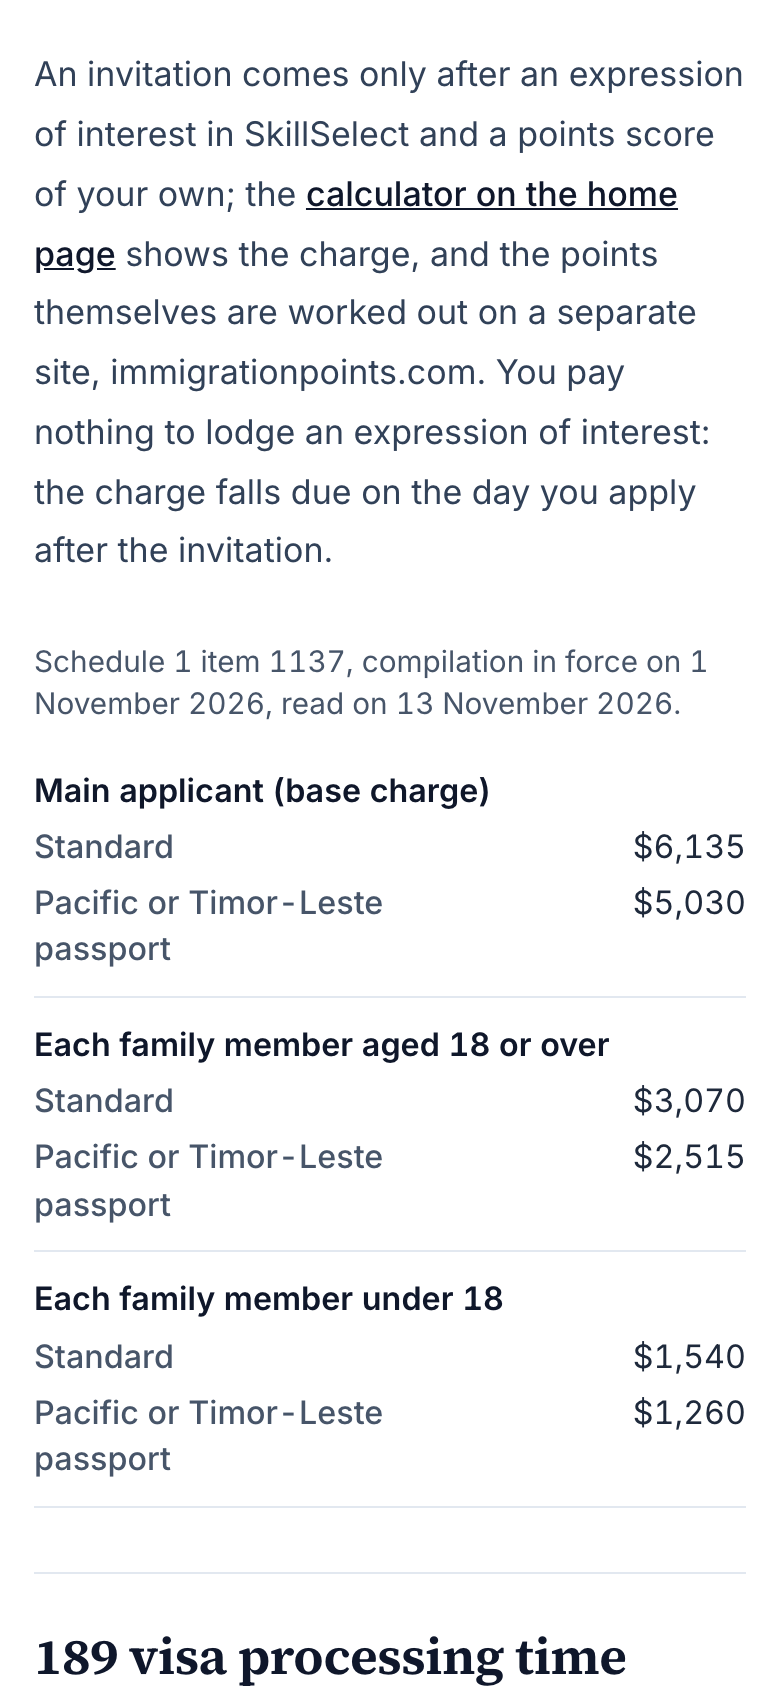 An invitation comes only after an expression
of interest in SkillSelect and a points score
of your own; the calculator on the home
page shows the charge, and the points
themselves are worked out on a separate
site, immigrationpoints.com. You pay
nothing to lodge an expression of interest:
the charge falls due on the day you apply
after the invitation.
Schedule 1 item 1137, compilation in force on 1
November 2026, read on 13 November 2026.
Main applicant (base charge)
Standard $6,135
Pacific or Timor-Leste $5,030
passport
Each family member aged 18 or over
Standard $3,070
Pacific or Timor-Leste $2,515
passport
Each family member under 18
Standard $1,540
Pacific or Timor-Leste $1,260
passport
189 visa processing time